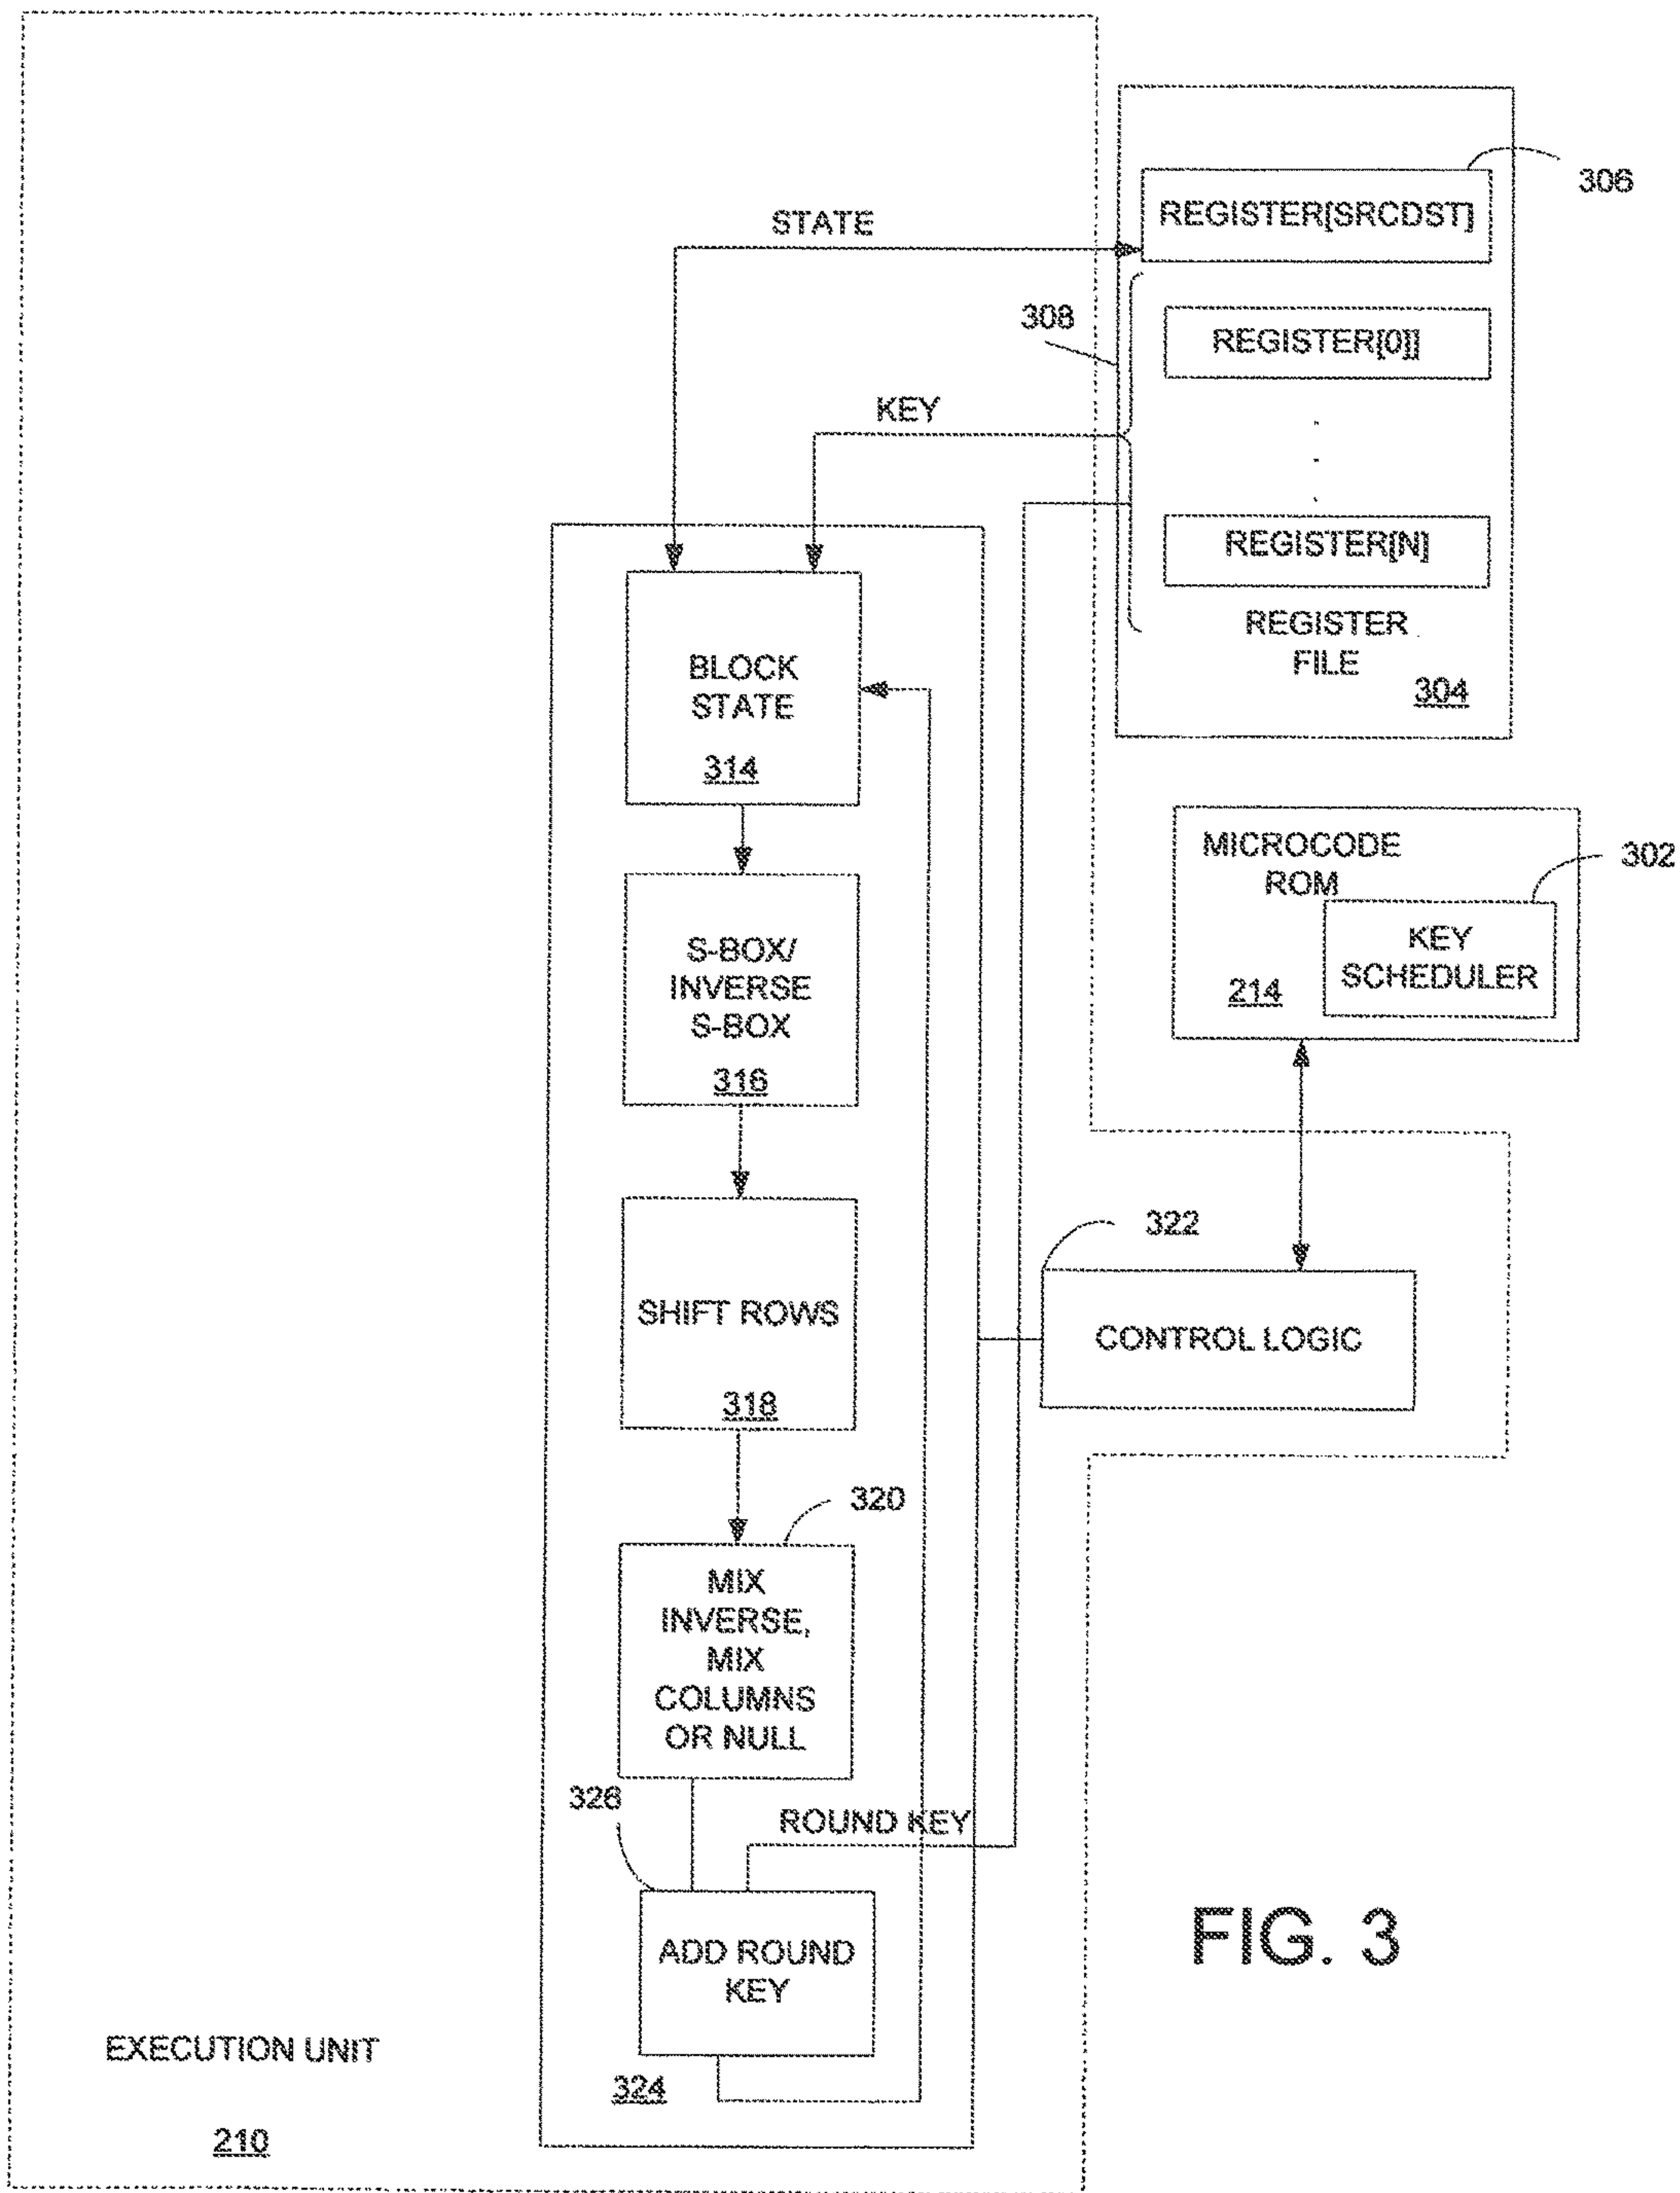 306
REGISTER[SRCDST]
STATE
308
REGISTER[0]]
KEY
REGISTER[N]
REGISTER
FILE
304
BLOCK
STATE
314
MICROCODE
ROM
302
KEY
SCHEDULER
214
S-BOX/
INVERSE
S-BOX
316
SHIFT ROWS
318
322
CONTROL LOGIC
320
MIX
INVERSE,
MIX
COLUMNS
OR NULL
326
ROUND KEY
ADD ROUND
KEY
324
EXECUTION UNIT
210
FIG. 3